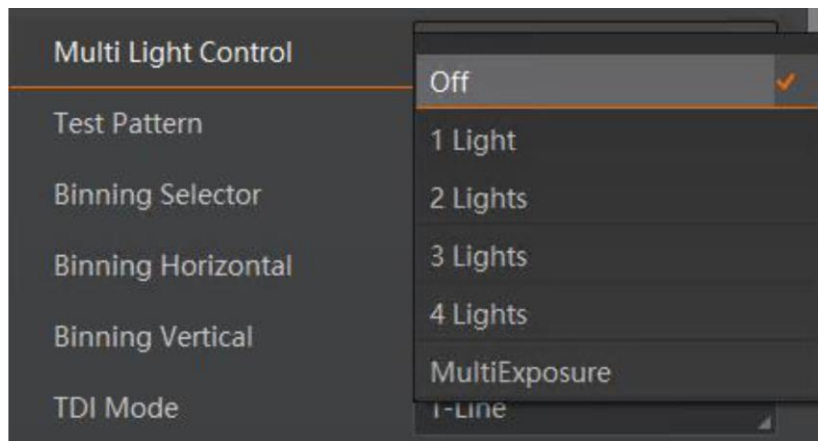 Multi Light Control
Off
1 Light
2 Lights
3 Lights
4 Lights
MultiExposure
Test Pattern
Binning Selector
Binning Horizontal
Binning Vertical
TDI Mode
1-Line